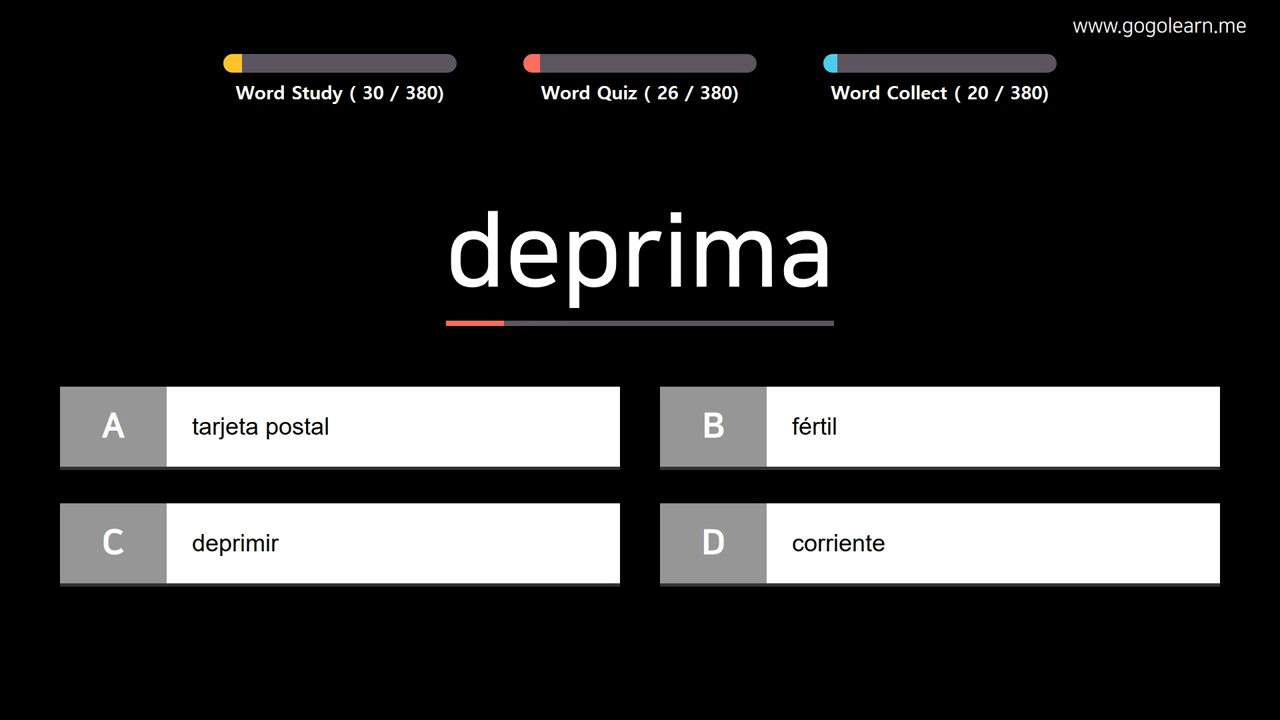 www.gogolearn.me
Word Study ( 30 / 380)
Word Quiz ( 26 / 380)
Word Collect ( 20 / 380)
deprima
A
tarjeta postal
B
fértil
C
deprimir
D
corriente